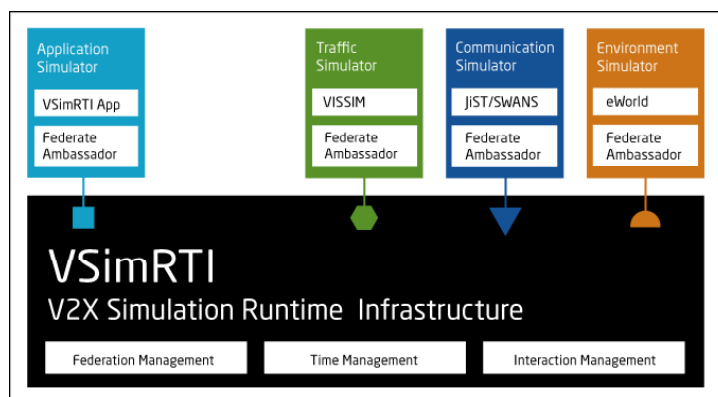 Application
Simulator
VSimRTI App
Federate
Ambassador
Traffic
Simulator
VISSIM
Federate
Ambassador
Communication
Simulator
JiST/SWANS
Federate
Ambassador
Environment
Simulator
eWorld
Federate
Ambassador
VSimRTI
V2X Simulation Runtime Infrastructure
Federation Management
Time Management
Interaction Management